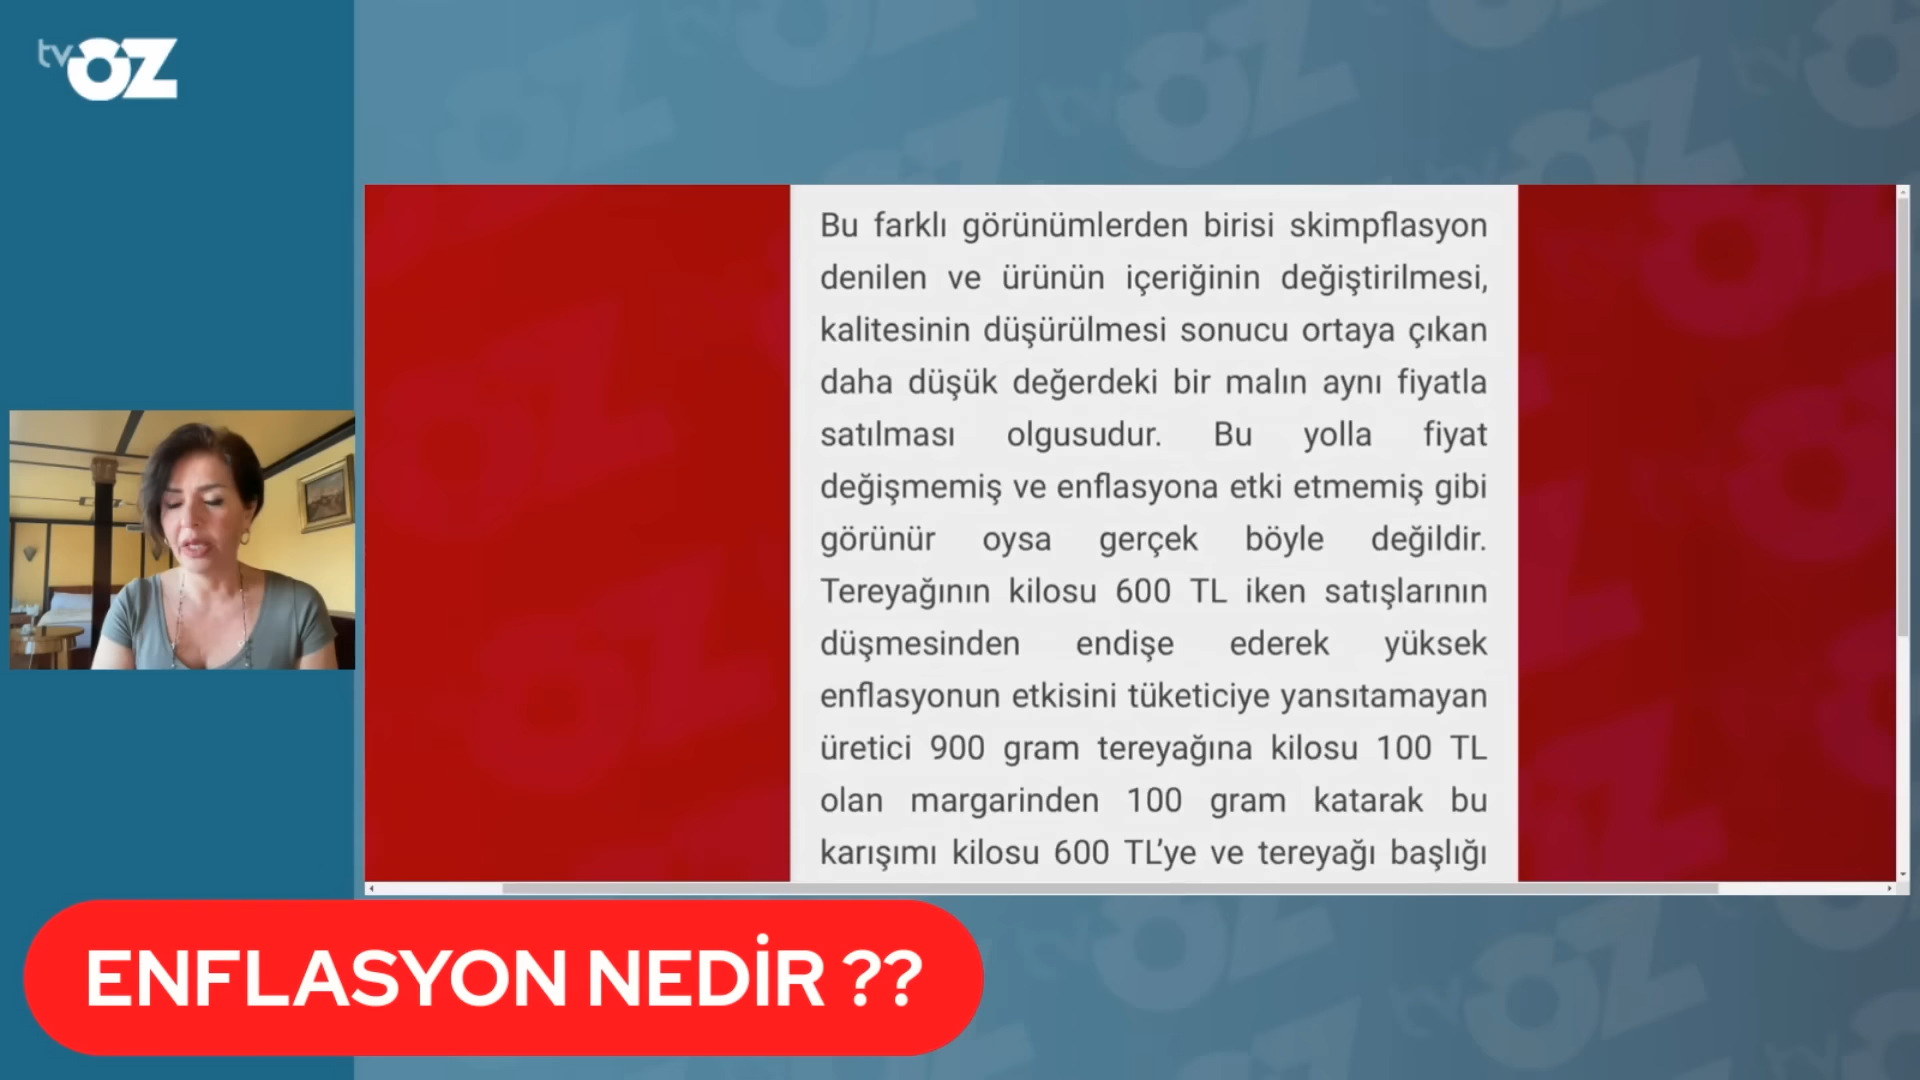 tv ÖZ
Bu farklı görünümlerden birisi skimpflasyon
denilen ve ürünün içeriğinin değiştirilmesi,
kalitesinin düşürülmesi sonucu ortaya çıkan
daha düşük değerdeki bir malın aynı fiyatla
satılması olgusudur. Bu yolla fiyat
değişmemiş ve enflasyona etki etmemiş gibi
görünür oysa gerçek böyle değildir.
Tereyağının kilosu 600 TL iken satışlarının
düşmesinden endişe ederek yüksek
enflasyonun etkisini tüketiciye yansıtamayan
üretici 900 gram tereyağına kilosu 100 TL
olan margarinden 100 gram katarak bu
karışımı kilosu 600 TL’ye ve tereyağı başlığı
ENFLASYON NEDİR ??